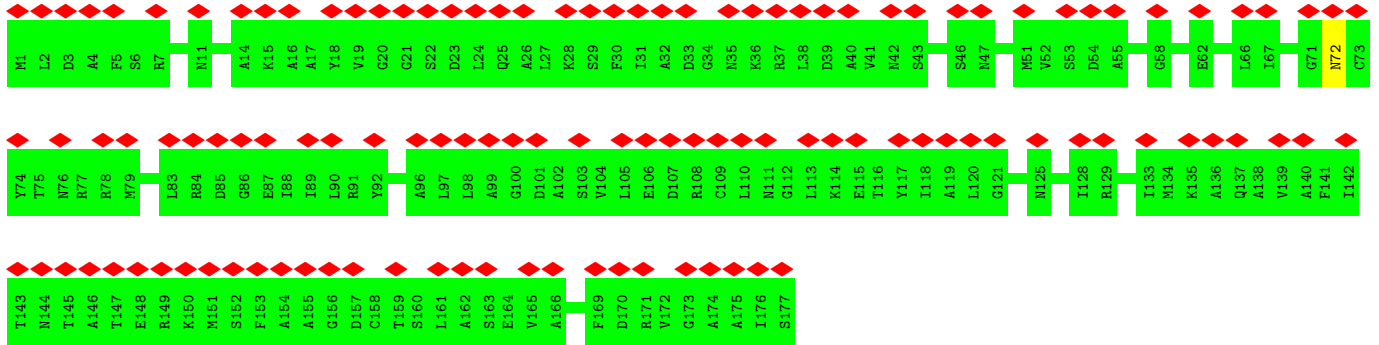 M1 L2 D3 A4 F5 S6 R7 N11 A14 K15 A16 A17 Y18 V19 G20 G21 S22 D23 L24 Q25 A26 L27 K28 S29 F30 I31 A32 D33 G34 N35 K36 R37 L38 D39 A40 V41 N42 S43 S46 N47 M51 V52 S53 D54 A55 G58 E62 L66 I67 G71 N72 C73
Y74 T75 N76 R77 R78 M79 L83 R84 D85 G86 E87 I88 I89 L90 R91 Y92 A96 L97 L98 A99 G100 D101 A102 S103 V104 L105 E106 D107 R108 C109 L110 N111 G112 L113 K114 E115 T116 Y117 I118 A119 L120 G121 N125 I128 R129 I133 M134 K135 A136 Q137 A138 V139 A140 F141 I142
T143 N144 T145 A146 T147 E148 R149 K150 M151 S152 F153 A154 A155 G156 D157 C158 T159 S160 L161 A162 S163 E164 V165 A166 F169 D170 R171 V172 G173 A174 A175 I176 S177